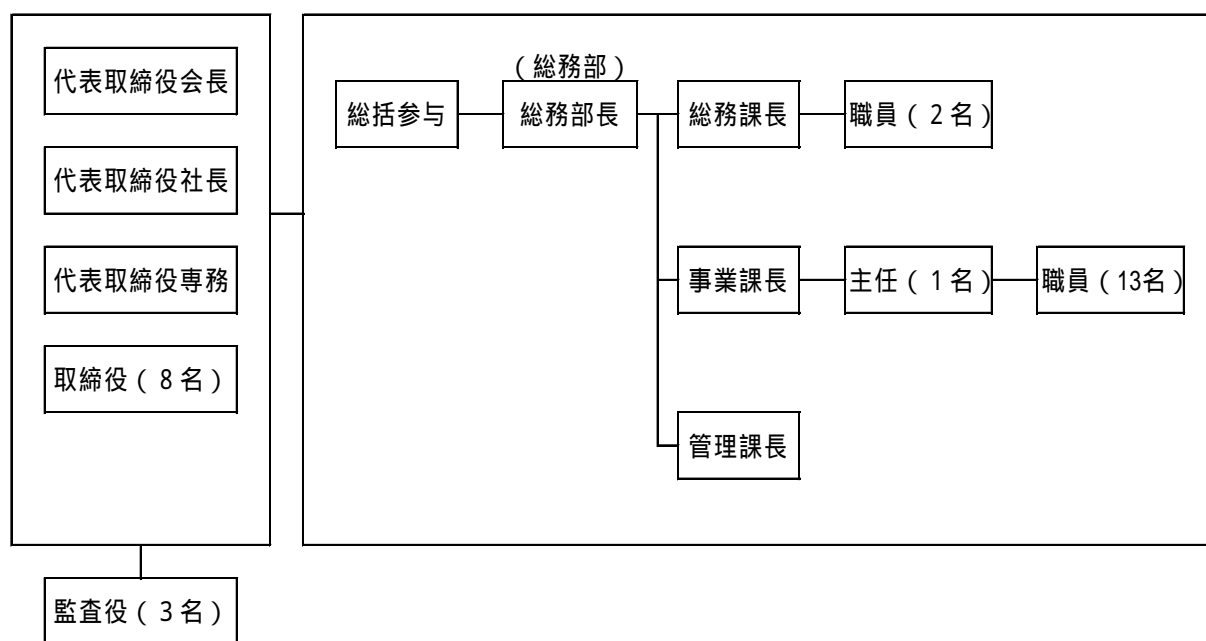 代表取締役会長
代表取締役社長
代表取締役専務
取締役（８名）
監査役（３名）
（総務部）
総括参与
総務部長
総務課長
職員（２名）
事業課長
主任（１名）
職員（13名）
管理課長